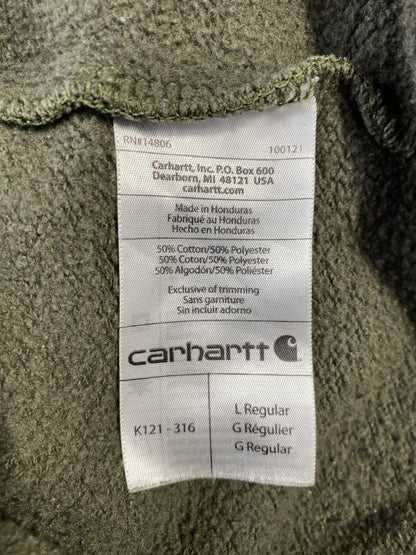 RN#14806 100121
Carhartt, Inc. P.O. Box 600
Dearborn, MI 48121 USA
carhartt.com
Made in Honduras
Fabriqué au Honduras
Hecho en Honduras
50% Cotton/50% Polyester
50% Coton/50% Polyester
50% Algodón/50% Poliéster
Exclusive of trimming
Sans garniture
Sin incluir adorno
carhartt
K121 - 316
L Regular
G Régulier
G Regular